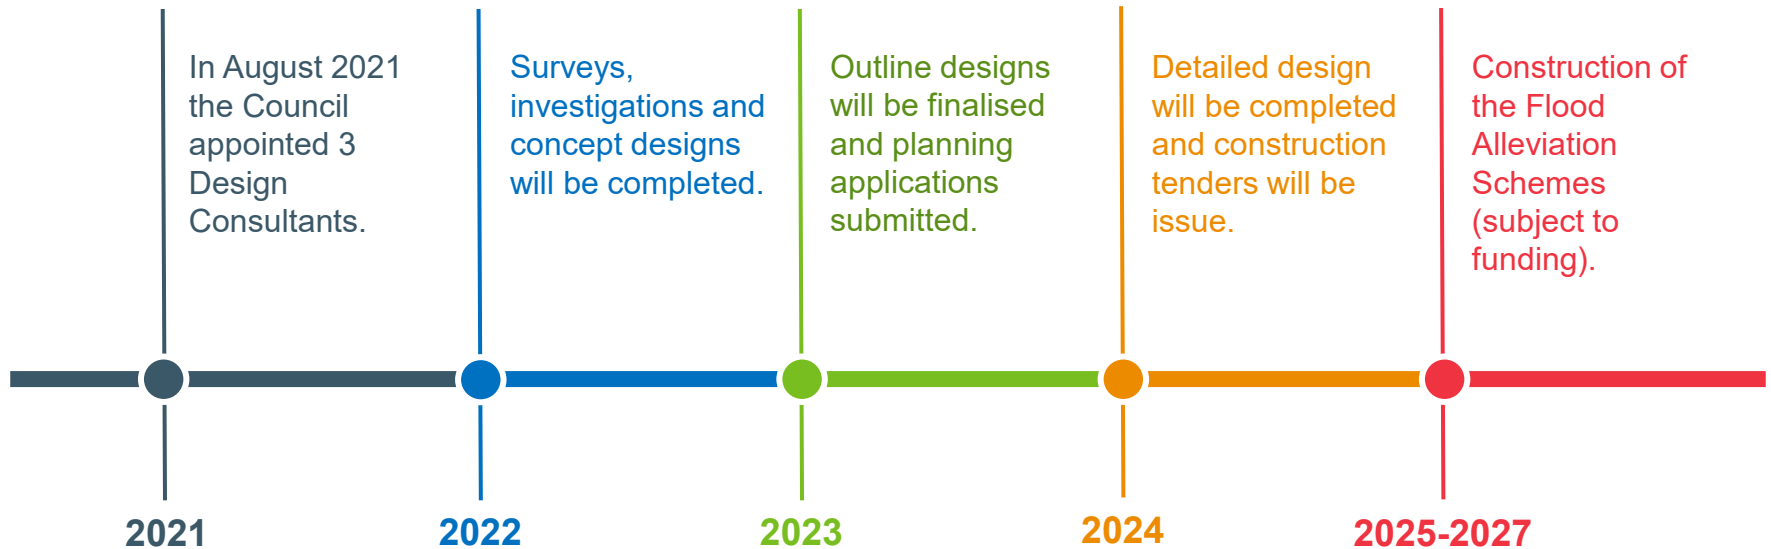 In August 2021
the Council
appointed 3
Design
Consultants.
Surveys,
investigations and
concept designs
will be completed.
Outline designs
will be finalised
and planning
applications
submitted.
Detailed design
will be completed
and construction
tenders will be
issue.
Construction of
the Flood
Alleviation
Schemes
(subject to
funding).
2021
2022
2023
2024
2025-2027